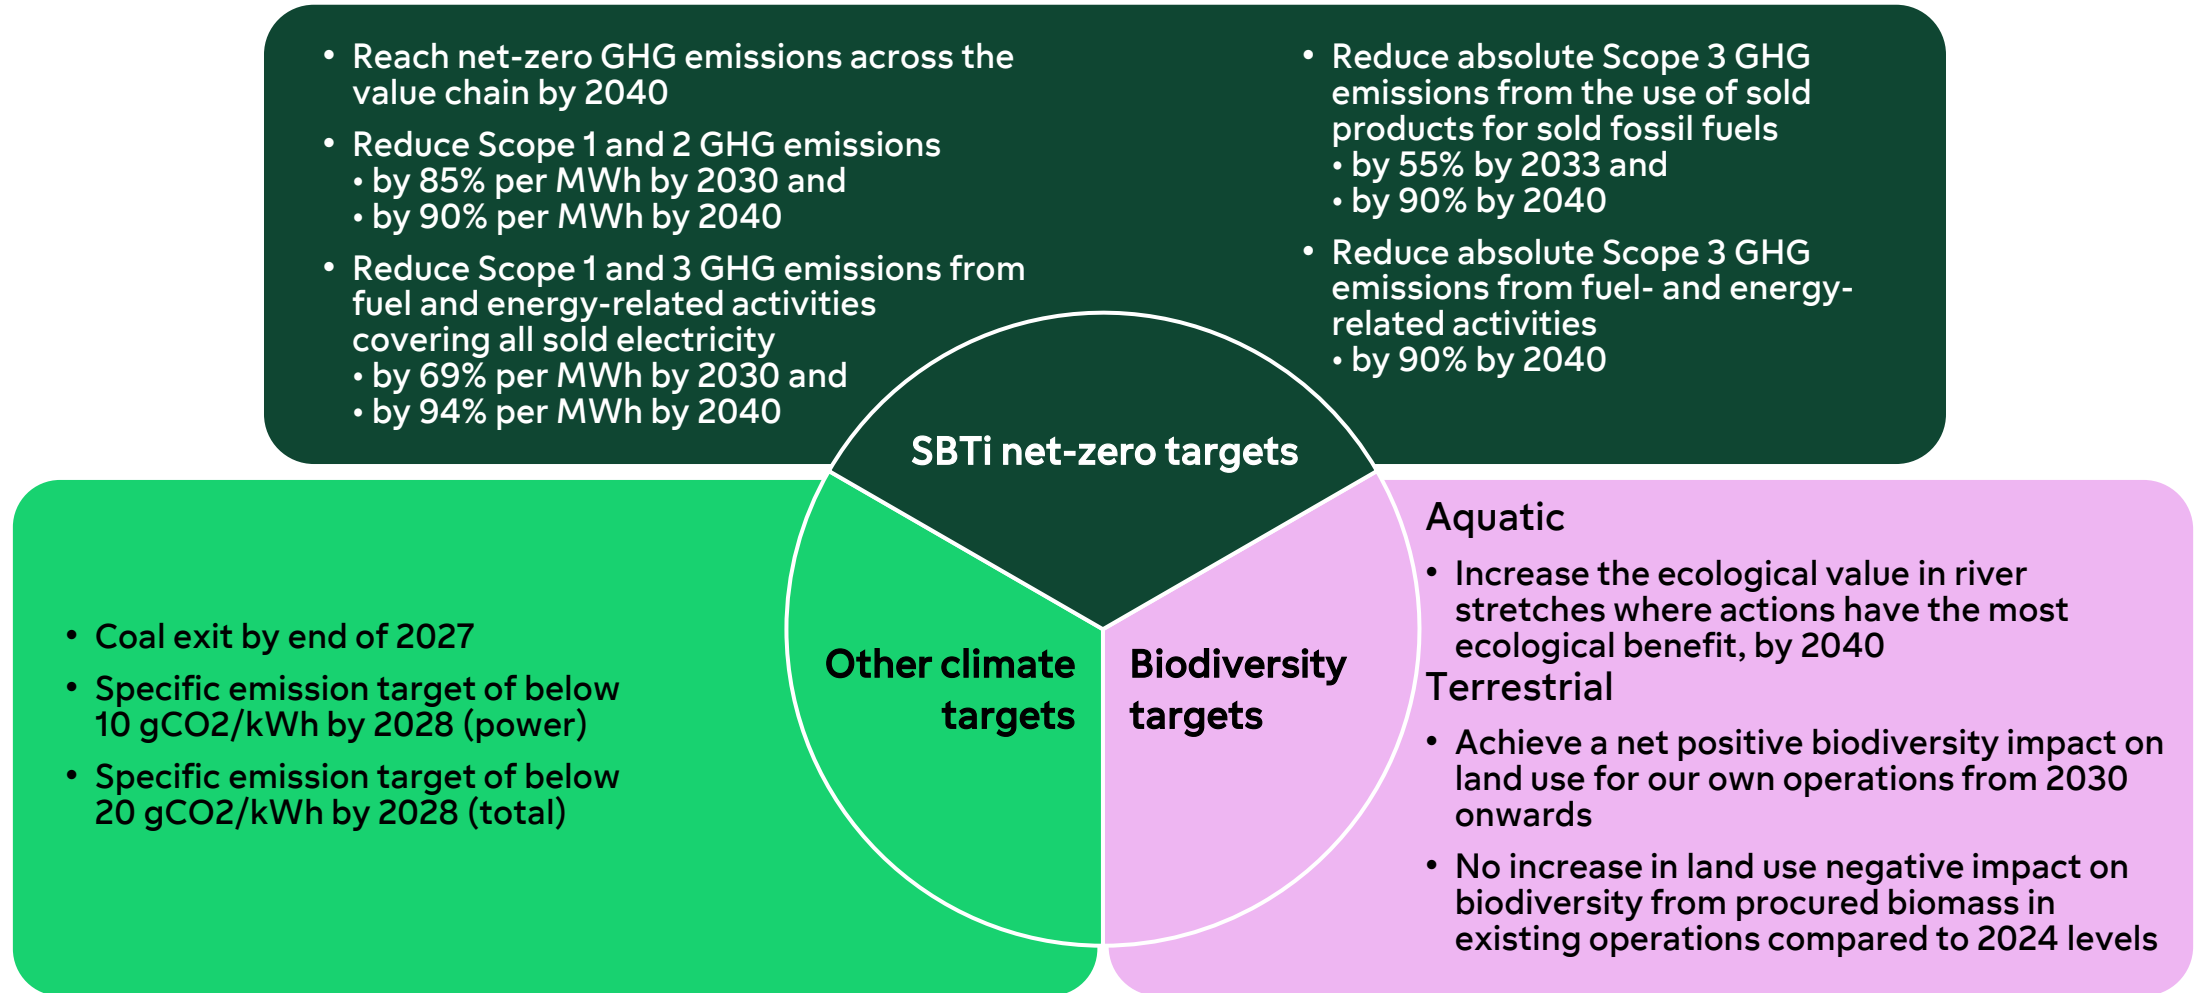 • Reach net-zero GHG emissions across the
value chain by 2040
• Reduce Scope 1 and 2 GHG emissions
• by 85% per MWh by 2030 and
• by 90% per MWh by 2040
• Reduce Scope 1 and 3 GHG emissions from
fuel and energy-related activities
covering all sold electricity
• by 69% per MWh by 2030 and
• by 94% per MWh by 2040
• Reduce absolute Scope 3 GHG
emissions from the use of sold
products for sold fossil fuels
• by 55% by 2033 and
• by 90% by 2040
• Reduce absolute Scope 3 GHG
emissions from fuel- and energy-
related activities
• by 90% by 2040
SBTi net-zero targets
• Coal exit by end of 2027
• Specific emission target of below
10 gCO2/kWh by 2028 (power)
• Specific emission target of below
20 gCO2/kWh by 2028 (total)
Other climate
targets
Biodiversity
targets
Aquatic
• Increase the ecological value in river
stretches where actions have the most
ecological benefit, by 2040
Terrestrial
• Achieve a net positive biodiversity impact on
land use for our own operations from 2030
onwards
• No increase in land use negative impact on
biodiversity from procured biomass in
existing operations compared to 2024 levels